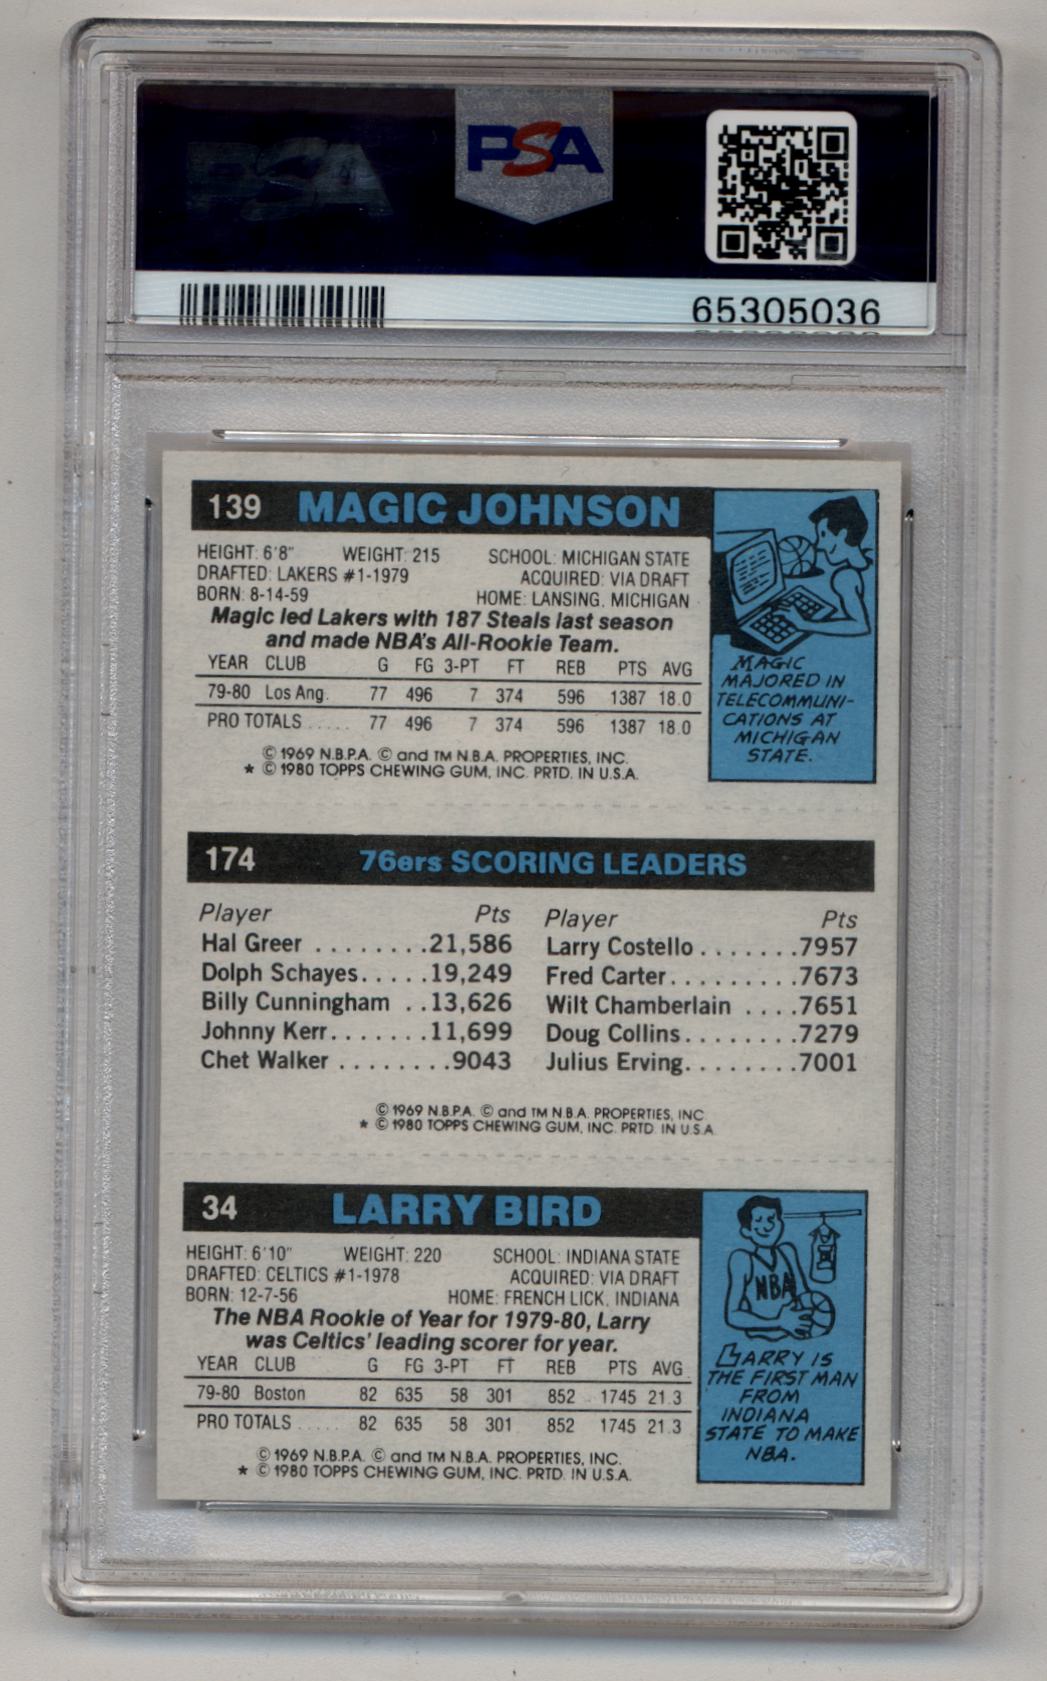 PSA
PSA
65305036
139 MAGIC JOHNSON
HEIGHT: 6'8" WEIGHT: 215 SCHOOL: MICHIGAN STATE
DRAFTED: LAKERS #1-1979 ACQUIRED: VIA DRAFT
BORN: 8-14-59 HOME: LANSING, MICHIGAN
Magic led Lakers with 187 Steals last season
and made NBA's All-Rookie Team.
YEAR CLUB G FG 3-PT FT REB PTS AVG
79-80 Los Ang. 77 496 7 374 596 1387 18.0
PRO TOTALS ..... 77 496 7 374 596 1387 18.0
© 1969 N.B.P.A. © and TM N.B.A. PROPERTIES, INC.
* © 1980 TOPPS CHEWING GUM, INC. PRTD. IN U.S.A.
MAGIC
MAJORED IN
TELECOMMUNI-
CATIONS AT
MICHIGAN
STATE.
174 76ers SCORING LEADERS
Player Pts Player Pts
Hal Greer ........21,586 Larry Costello .......7957
Dolph Schayes.....19,249 Fred Carter.........7673
Billy Cunningham ..13,626 Wilt Chamberlain ....7651
Johnny Kerr.......11,699 Doug Collins........7279
Chet Walker ........9043 Julius Erving........7001
© 1969 N.B.P.A. © and TM N.B.A. PROPERTIES, INC
* © 1980 TOPPS CHEWING GUM, INC. PRTD. IN U.S.A
34 LARRY BIRD
HEIGHT: 6'10" WEIGHT: 220 SCHOOL: INDIANA STATE
DRAFTED: CELTICS #1-1978 ACQUIRED: VIA DRAFT
BORN: 12-7-56 HOME: FRENCH LICK, INDIANA
The NBA Rookie of Year for 1979-80, Larry
was Celtics' leading scorer for year.
YEAR CLUB G FG 3-PT FT REB PTS AVG
79-80 Boston 82 635 58 301 852 1745 21.3
PRO TOTALS ..... 82 635 58 301 852 1745 21.3
© 1969 N.B.P.A. © and TM N.B.A. PROPERTIES, INC.
* © 1980 TOPPS CHEWING GUM, INC. PRTD. IN U.S.A.
NBA
LARRY IS
THE FIRST MAN
FROM
INDIANA
STATE TO MAKE
NBA.
PSA